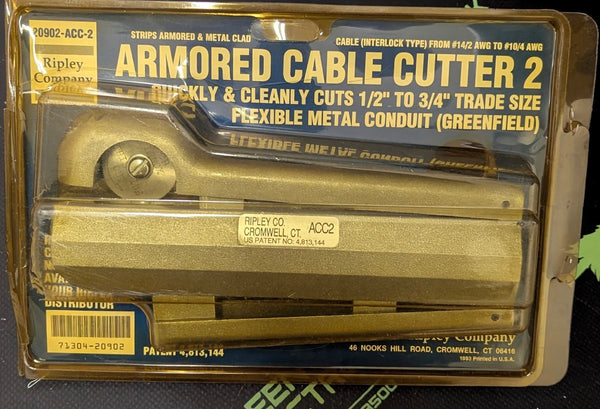 20902-ACC-2
Ripley
Company
STRIPS ARMORED & METAL CLAD
CABLE (INTERLOCK TYPE) FROM #14/2 AWG TO #10/4 AWG
ARMORED CABLE CUTTER 2
QUICKLY & CLEANLY CUTS 1/2" TO 3/4" TRADE SIZE
FLEXIBLE METAL CONDUIT (GREENFIELD)
RIPLEY CO.
CROMWELL, CT. ACC2
US PATENT NO: 4,813,144
YOUR
DISTRIBUTOR
71304-20902
PATENT 4,813,144
Ripley Company
46 NOOKS HILL ROAD, CROMWELL, CT 06416
1993 Printed in U.S.A.